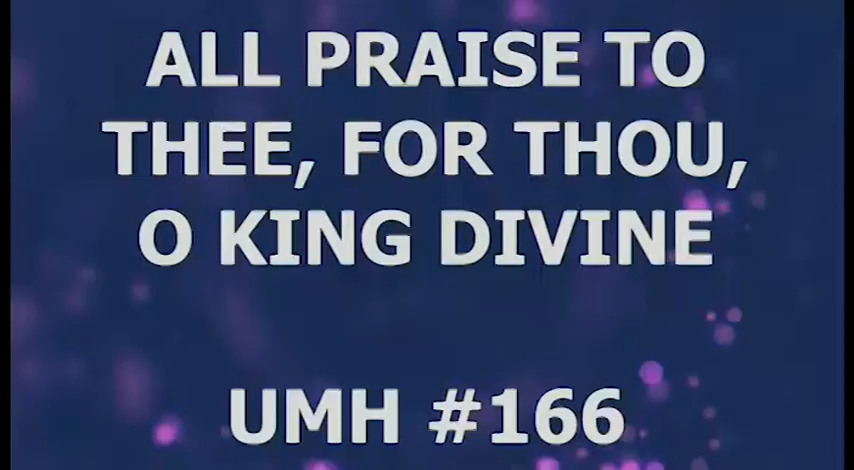 ALL PRAISE TO
THEE, FOR THOU,
O KING DIVINE
UMH #166